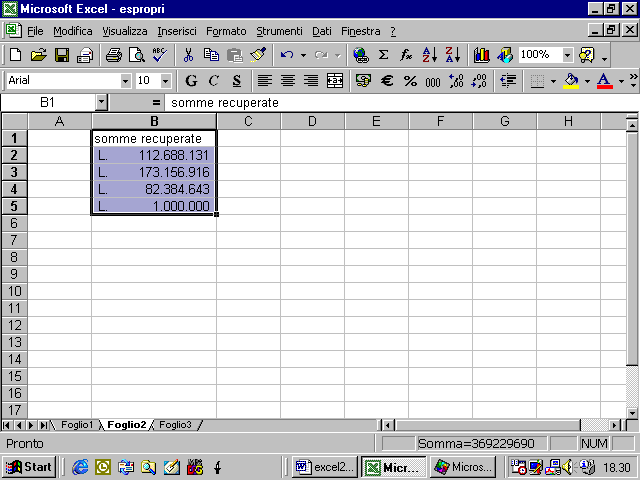 Microsoft Excel - espropri
File Modifica Visualizza Inserisci Formato Strumenti Dati Finestra ?
100%
Arial 10 G C S € % 000
B1 = somme recuperate
A B C D E F G H
1 somme recuperate
2 L. 112.688.131
3 L. 173.156.916
4 L. 82.384.643
5 L. 1.000.000
6
7
8
9
10
11
12
13
14
15
16
17
Foglio1 Foglio2 Foglio3
Pronto Somma=369229690 NUM
Start excel2... Micr... Micros... 18.30